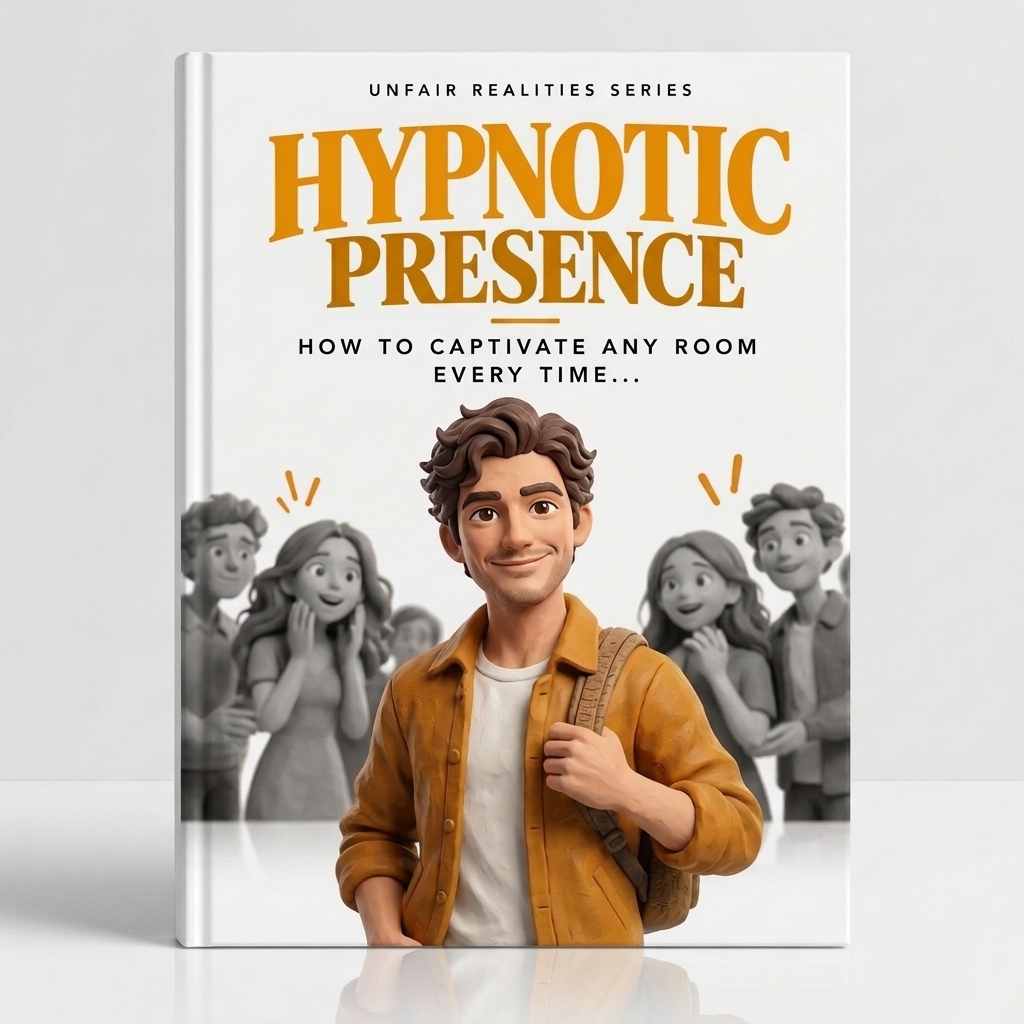 UNFAIR REALITIES SERIES
HYPNOTIC
PRESENCE
HOW TO CAPTIVATE ANY ROOM
EVERY TIME...